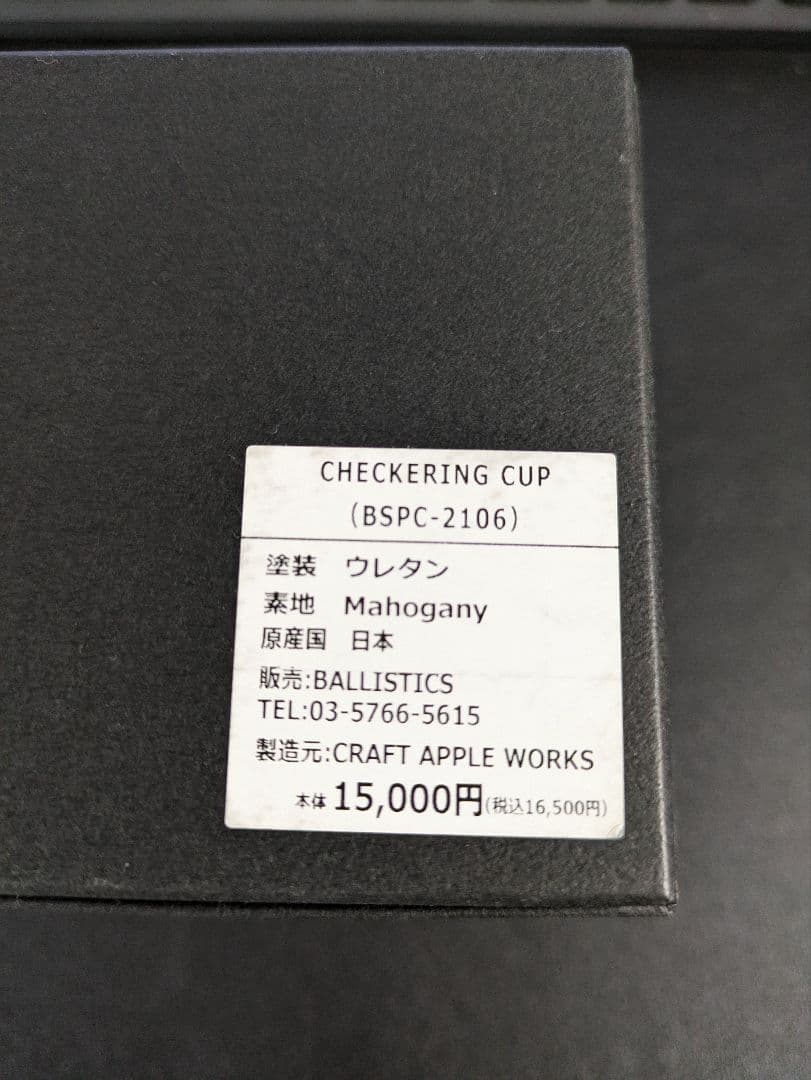 CHECKERING CUP
(BSPC-2106)
塗装 ウレタン
素地 Mahogany
原産国 日本
販売:BALLISTICS
TEL:03-5766-5615
製造元:CRAFT APPLE WORKS
本体 15,000円(税込16,500円)